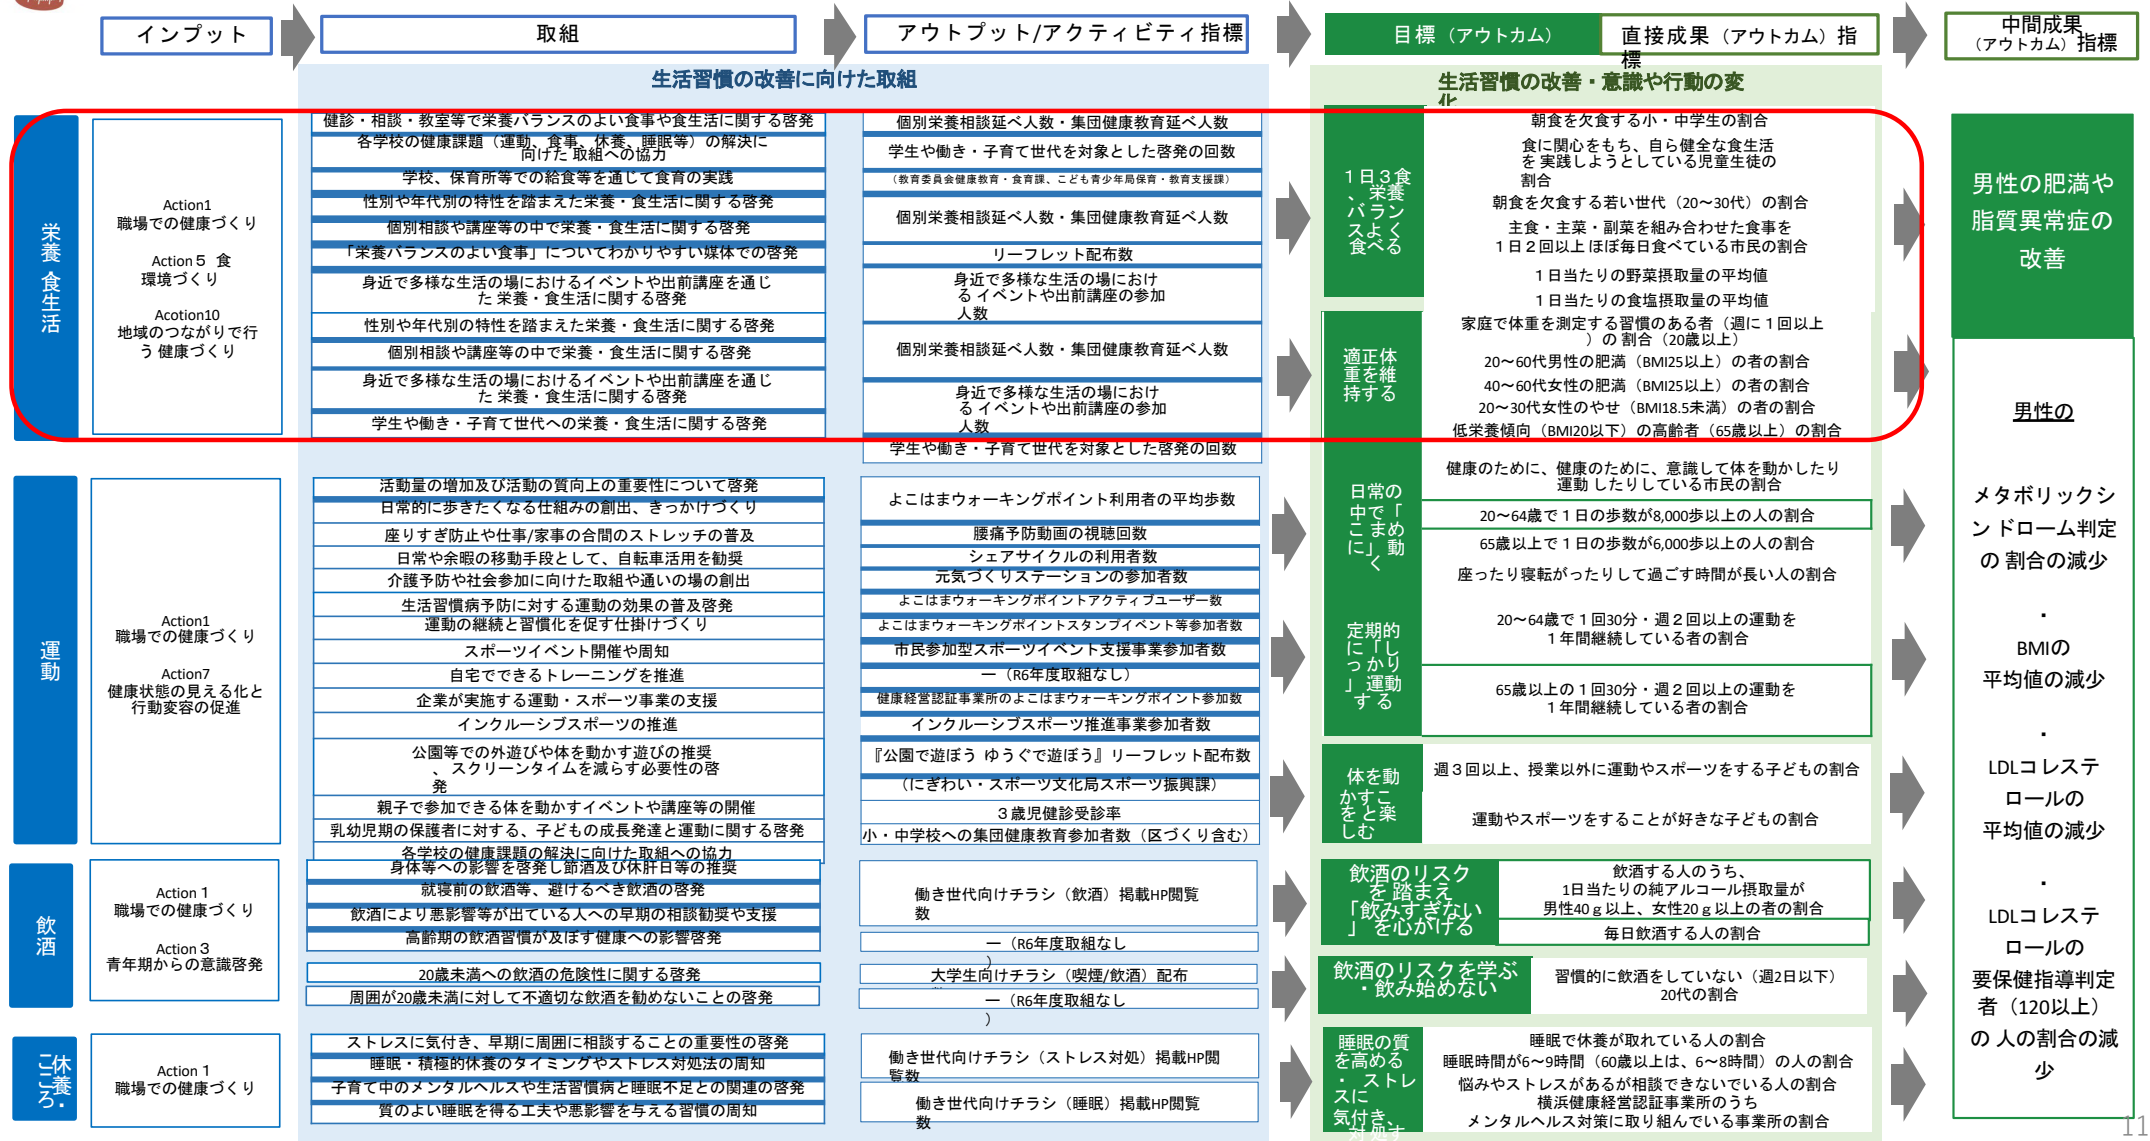 インプット
取組
アウトプット/アクティビティ指標
目標（アウトカム）
直接成果（アウトカム）指
標
中間成果
（アウトカム）指標
生活習慣の改善に向けた取組
生活習慣の改善・意識や行動の変
化
栄養 食生活
Action1
職場での健康づくり
Action５ 食
環境づくり
Acotion10
地域のつながりで行
う 健康づくり
健診・相談・教室等で栄養バランスのよい食事や食生活に関する啓発
各学校の健康課題（運動、食事、休養、睡眠等）の解決に
向けた 取組への協力
学校、保育所等での給食等を通じて食育の実践
性別や年代別の特性を踏まえた栄養・食生活に関する啓発
個別相談や講座等の中で栄養・食生活に関する啓発
「栄養バランスのよい食事」についてわかりやすい媒体での啓発
身近で多様な生活の場におけるイベントや出前講座を通じ
た 栄養・食生活に関する啓発
性別や年代別の特性を踏まえた栄養・食生活に関する啓発
個別相談や講座等の中で栄養・食生活に関する啓発
身近で多様な生活の場におけるイベントや出前講座を通じ
た 栄養・食生活に関する啓発
学生や働き・子育て世代への栄養・食生活に関する啓発
個別栄養相談延べ人数・集団健康教育延べ人数
学生や働き・子育て世代を対象とした啓発の回数
（教育委員会健康教育・食育課、こども青少年局保育・教育支援課）
個別栄養相談延べ人数・集団健康教育延べ人数
リーフレット配布数
身近で多様な生活の場におけ
る イベントや出前講座の参加
人数
個別栄養相談延べ人数・集団健康教育延べ人数
身近で多様な生活の場におけ
る イベントや出前講座の参加
人数
学生や働き・子育て世代を対象とした啓発の回数
１日３食
、栄養
バラン
スよく
食べる
朝食を欠食する小・中学生の割合
食に関心をもち、自ら健全な食生活
を 実践しようとしている児童生徒の
割合
朝食を欠食する若い世代（20～30代）の割合
主食・主菜・副菜を組み合わせた食事を
１日２回以上 ほぼ毎日食べている市民の割合
１日当たりの野菜摂取量の平均値
１日当たりの食塩摂取量の平均値
適正体
重を維
持する
家庭で体重を測定する習慣のある者（週に１回以上
）の 割合（20歳以上）
20～60代男性の肥満（BMI25以上）の者の割合
40～60代女性の肥満（BMI25以上）の者の割合
20～30代女性のやせ（BMI18.5未満）の者の割合
低栄養傾向（BMI20以下）の高齢者（65歳以上）の割合
男性の肥満や
脂質異常症の
改善
男性の
メタボリックシ
ン ドローム判定
の 割合の減少
・
BMIの
平均値の減少
・
LDLコレステ
ロールの
平均値の減少
・
LDLコレステ
ロールの
要保健指導判定
者（120以上）
の 人の割合の減
少
運動
Action1
職場での健康づくり
Action7
健康状態の見える化と
行動変容の促進
活動量の増加及び活動の質向上の重要性について啓発
日常的に歩きたくなる仕組みの創出、きっかけづくり
座りすぎ防止や仕事/家事の合間のストレッチの普及
日常や余暇の移動手段として、自転車活用を勧奨
介護予防や社会参加に向けた取組や通いの場の創出
生活習慣病予防に対する運動の効果の普及啓発
運動の継続と習慣化を促す仕掛けづくり
スポーツイベント開催や周知
自宅でできるトレーニングを推進
企業が実施する運動・スポーツ事業の支援
インクルーシブスポーツの推進
公園等での外遊びや体を動かす遊びの推奨
、スクリーンタイムを減らす必要性の啓
発
親子で参加できる体を動かすイベントや講座等の開催
乳幼児期の保護者に対する、子どもの成長発達と運動に関する啓発
各学校の健康課題の解決に向けた取組への協力
よこはまウォーキングポイント利用者の平均歩数
腰痛予防動画の視聴回数
シェアサイクルの利用者数
元気づくりステーションの参加者数
よこはまウォーキングポイントアクティブユーザー数
よこはまウォーキングポイントスタンプイベント等参加者数
市民参加型スポーツイベント支援事業参加者数
ー（R6年度取組なし）
健康経営認証事業所のよこはまウォーキングポイント参加数
インクルーシブスポーツ推進事業参加者数
『公園で遊ぼう ゆうぐで遊ぼう』リーフレット配布数
（にぎわい・スポーツ文化局スポーツ振興課）
３歳児健診受診率
小・中学校への集団健康教育参加者数（区づくり含む）
日常の
中で「
こまめ
に」動
く
健康のために、健康のために、意識して体を動かしたり
運動 したりしている市民の割合
20～64歳で１日の歩数が8,000歩以上の人の割合
65歳以上で１日の歩数が6,000歩以上の人の割合
座ったり寝転がったりして過ごす時間が長い人の割合
定期的
に「し
っかり
」運動
する
20～64歳で１回30分・週２回以上の運動を
１年間継続している者の割合
65歳以上の１回30分・週２回以上の運動を
１年間継続している者の割合
体を動
かすこ
とを楽
しむ
週３回以上、授業以外に運動やスポーツをする子どもの割合
運動やスポーツをすることが好きな子どもの割合
飲酒
Action 1
職場での健康づくり
Action３
青年期からの意識啓発
身体等への影響を啓発し節酒及び休肝日等の推奨
就寝前の飲酒等、避けるべき飲酒の啓発
飲酒により悪影響等が出ている人への早期の相談勧奨や支援
高齢期の飲酒習慣が及ぼす健康への影響啓発
20歳未満への飲酒の危険性に関する啓発
周囲が20歳未満に対して不適切な飲酒を勧めないことの啓発
働き世代向けチラシ（飲酒）掲載HP閲覧
数
ー（R6年度取組なし
）
大学生向けチラシ（喫煙/飲酒）配布
ー（R6年度取組なし
）
飲酒のリスク
を踏まえ
「飲みすぎない
」を心がける
飲酒する人のうち、
1日当たりの純アルコール摂取量が
男性40ｇ以上、女性20ｇ以上の者の割合
毎日飲酒する人の割合
飲酒のリスクを学ぶ
・飲み始めない
習慣的に飲酒をしていない（週2日以下）
20代の割合
休養・
こころ
Action 1
職場での健康づくり
ストレスに気付き、早期に周囲に相談することの重要性の啓発
睡眠・積極的休養のタイミングやストレス対処法の周知
子育て中のメンタルヘルスや生活習慣病と睡眠不足との関連の啓発
質のよい睡眠を得る工夫や悪影響を与える習慣の周知
働き世代向けチラシ（ストレス対処）掲載HP閲
覧数
働き世代向けチラシ（睡眠）掲載HP閲覧
数
睡眠の質
を高める
・ ストレ
スに
気付き、
対処す
睡眠で休養が取れている人の割合
睡眠時間が6～9時間（60歳以上は、6～8時間）の人の割合
悩みやストレスがあるが相談できないでいる人の割合
横浜健康経営認証事業所のうち
メンタルヘルス対策に取り組んでいる事業所の割合
11